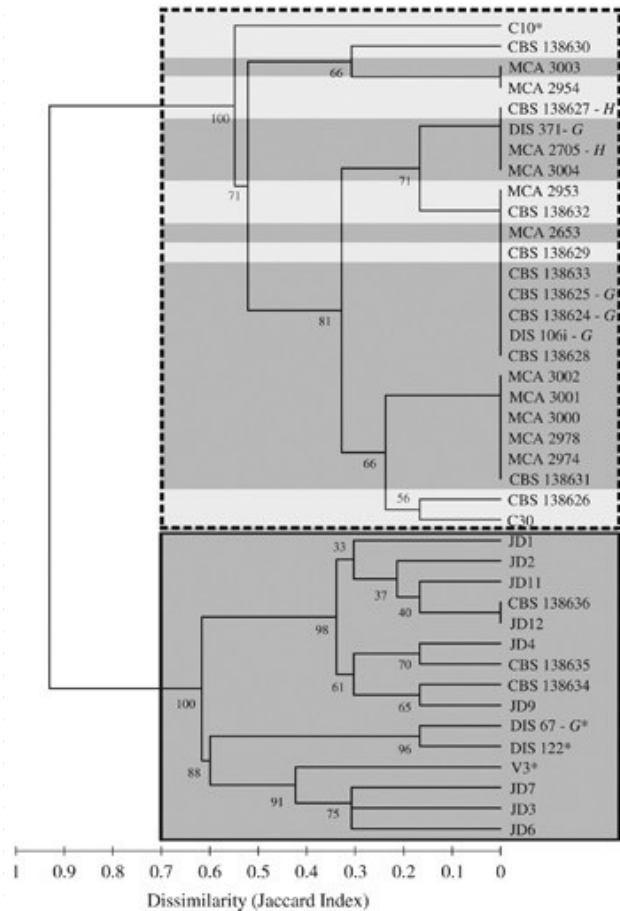 C10*
CBS 138630
66
MCA 3003
MCA 2954
100
CBS 138627 - H
DIS 371- G
MCA 2705 - H
MCA 3004
71
71
MCA 2953
CBS 138632
MCA 2653
CBS 138629
CBS 138633
CBS 138625 - G
81
CBS 138624 - G
DIS 106i - G
CBS 138628
MCA 3002
MCA 3001
MCA 3000
MCA 2978
66
MCA 2974
CBS 138631
56
CBS 138626
C30
33
JD1
JD2
37
JD11
40
CBS 138636
JD12
98
JD4
70
CBS 138635
61
CBS 138634
65
JD9
100
DIS 67 - G*
96
DIS 122*
88
V3*
91
JD7
75
JD3
JD6
1 0.9 0.8 0.7 0.6 0.5 0.4 0.3 0.2 0.1 0
Dissimilarity (Jaccard Index)